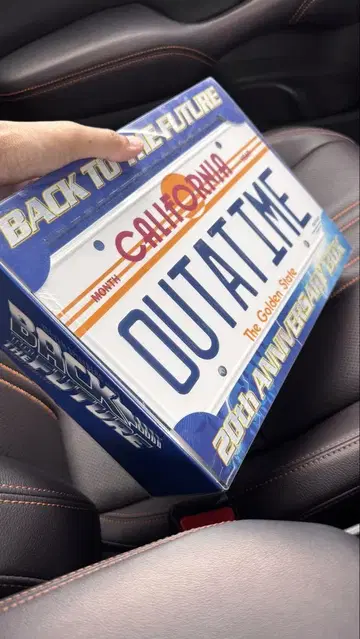 BACK TO THE FUTURE
CALIFORNIA
MONTH
OUTATIME
The Golden State
20th ANNIVERSARY
BACK
TO THE
FUTURE